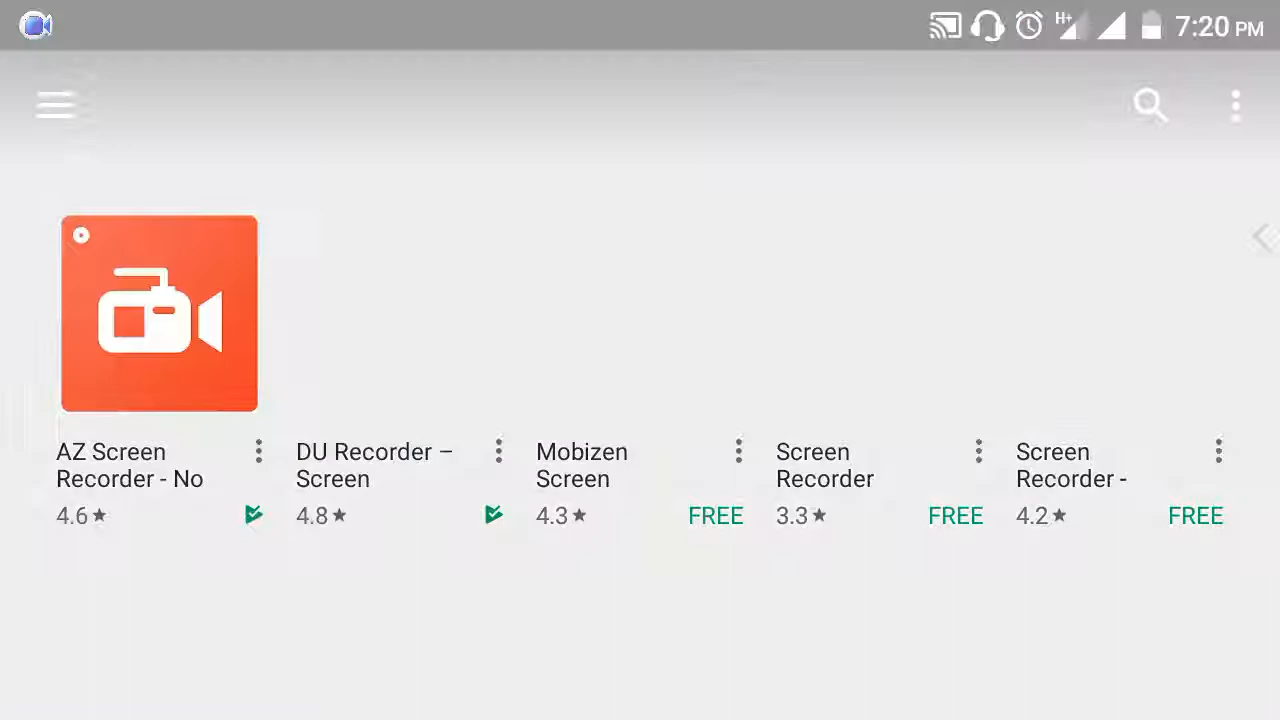 H+ 7:20 PM
AZ Screen
Recorder - No
4.6
DU Recorder –
Screen
4.8
Mobizen
Screen
4.3 FREE
Screen
Recorder
3.3 FREE
Screen
Recorder -
4.2 FREE